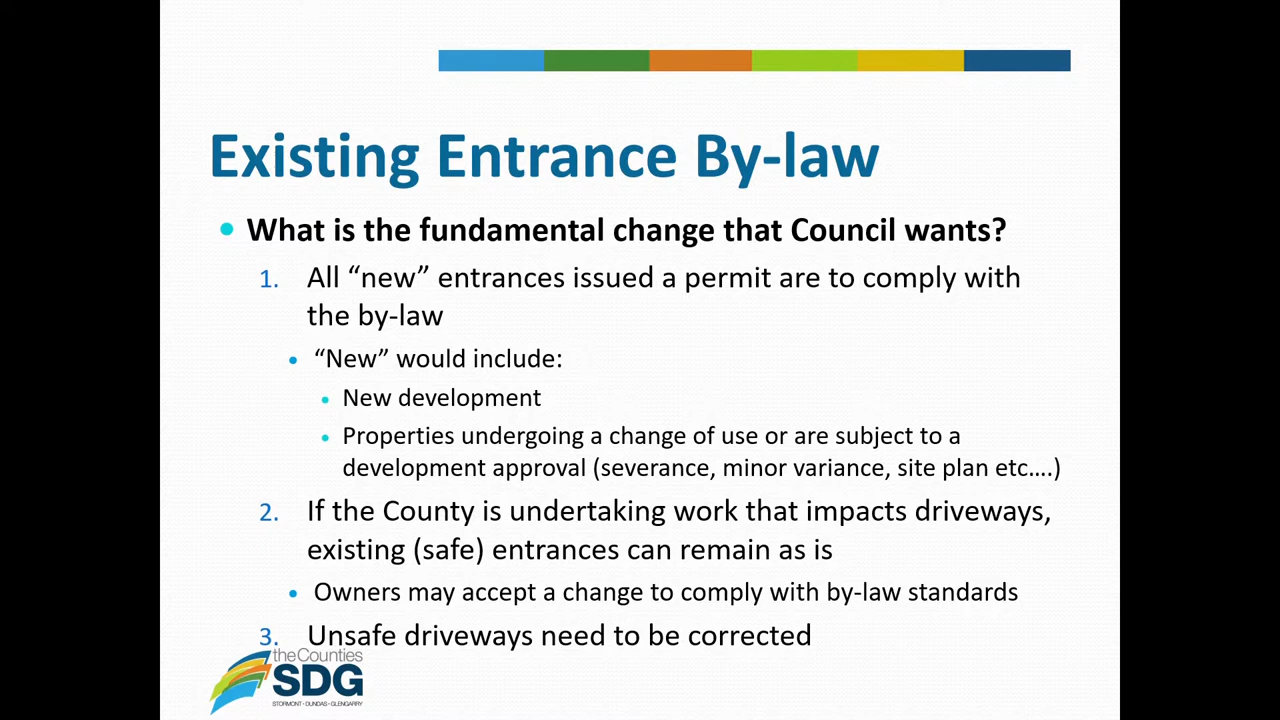 Existing Entrance By-law
• What is the fundamental change that Council wants?
1. All “new” entrances issued a permit are to comply with
the by-law
• “New” would include:
• New development
• Properties undergoing a change of use or are subject to a
development approval (severance, minor variance, site plan etc….)
2. If the County is undertaking work that impacts driveways,
existing (safe) entrances can remain as is
• Owners may accept a change to comply with by-law standards
3. Unsafe driveways need to be corrected
theCounties
SDG
STORMONT • DUNDAS • GLENGARRY